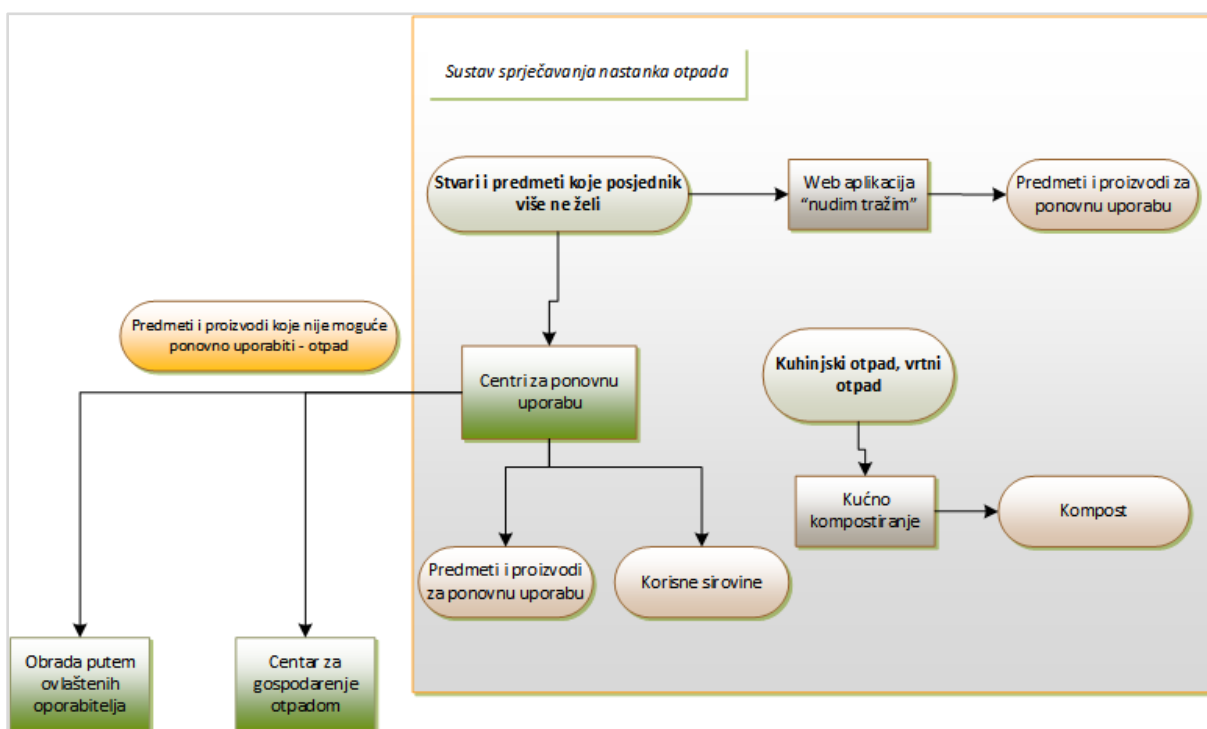 Sustav sprječavanja nastanka otpada
Stvari i predmeti koje posjednik
više ne želi
Web aplikacija
“nudim tražim”
Predmeti i proizvodi za
ponovnu uporabu
Predmeti i proizvodi koje nije moguće
ponovno uporabiti - otpad
Centri za ponovnu
uporabu
Kuhinjski otpad, vrtni
otpad
Kućno
kompostiranje
Kompost
Predmeti i proizvodi
za ponovnu uporabu
Korisne sirovine
Obrada putem
ovlaštenih
oporabitelja
Centar za
gospodarenje
otpadom